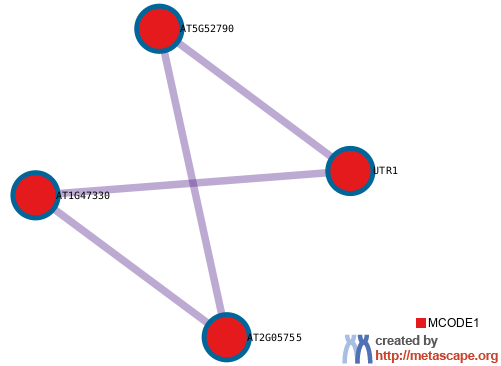 AT5G52790
UTR1
AT1G47330
AT2G05755
MCODE1
created by
http://metascape.org